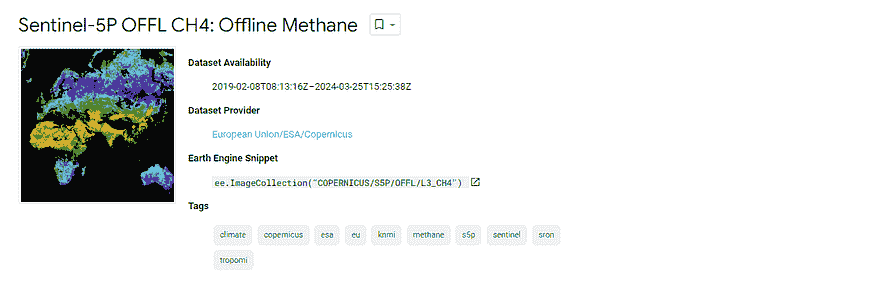 Sentinel-5P OFFL CH4: Offline Methane
Dataset Availability
2019-02-08T08:13:16Z–2024-03-25T15:25:38Z
Dataset Provider
European Union/ESA/Copernicus
Earth Engine Snippet
ee.ImageCollection("COPERNICUS/S5P/OFFL/L3_CH4")
Tags
climate copernicus esa eu knmi methane s5p sentinel sron
tropomi